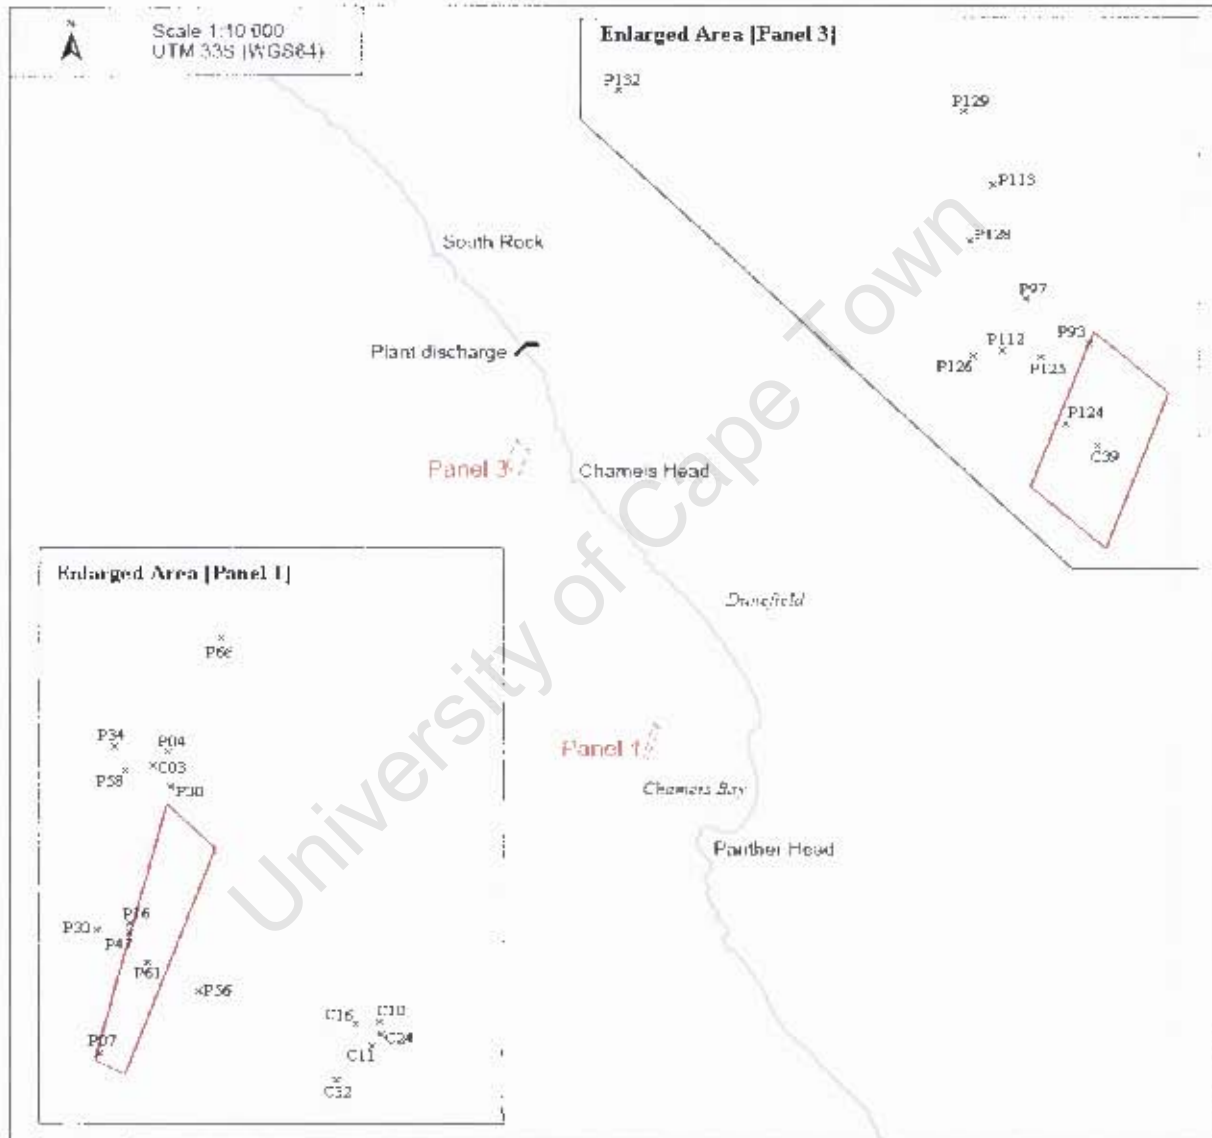 N
Scale 1:10 000
UTM 33S (WGS84)
Enlarged Area [Panel 3]
P132
P129
P113
P128
P97
P93
P112
P126
P125
P124
C39
South Rock
Plant discharge
Panel 3
Chameis Head
Dunefield
Panel 1
Chameis Bay
Panther Head
Enlarged Area [Panel 1]
P66
P34
P04
C03
P58
P16
P47
P61
P56
P07
C16
C10
C24
C11
C32
University of Cape Town